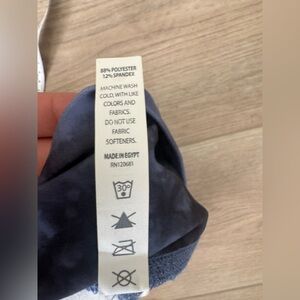 88% POLYESTER
12% SPANDEX
MACHINE WASH
COLD, WITH LIKE
COLORS AND
FABRICS.
DO NOT USE
FABRIC
SOFTENERS.
MADE IN EGYPT
RN120681
30°